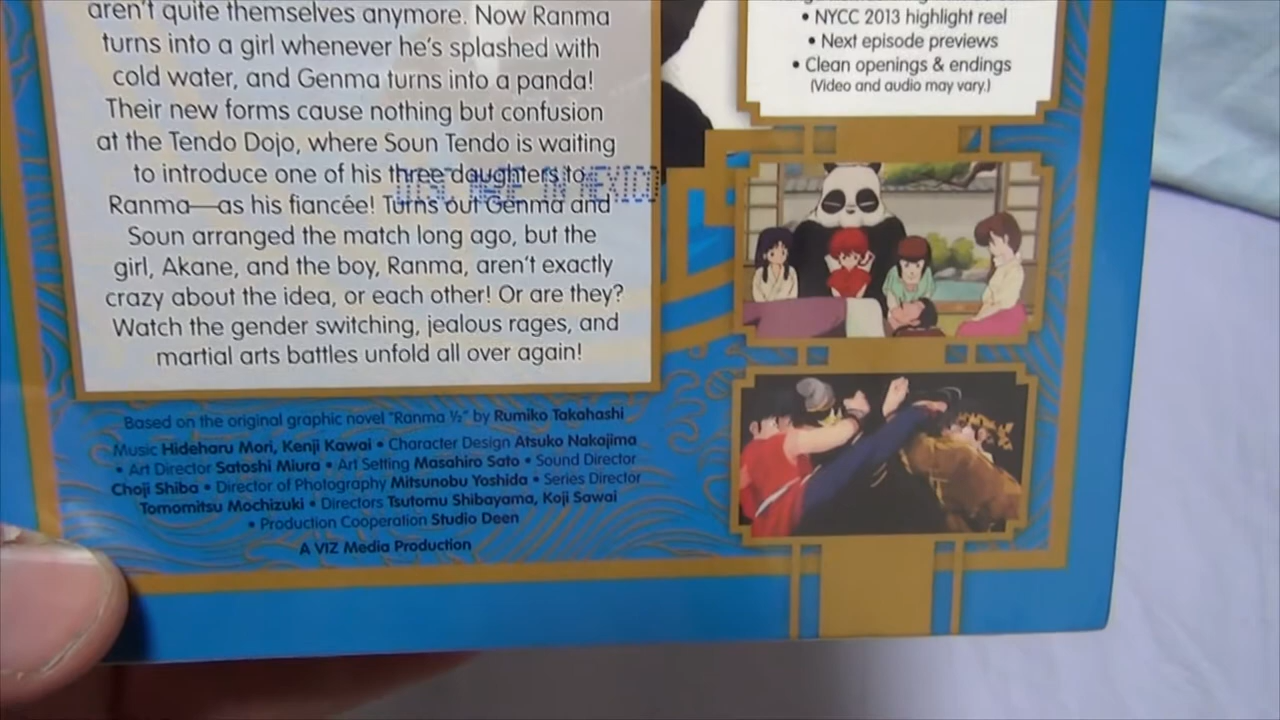 aren't quite themselves anymore. Now Ranma
turns into a girl whenever he's splashed with
cold water, and Genma turns into a panda!
Their new forms cause nothing but confusion
at the Tendo Dojo, where Soun Tendo is waiting
to introduce one of his three daughters to
Ranma—as his fiancée! Turns out Genma and
Soun arranged the match long ago, but the
girl, Akane, and the boy, Ranma, aren't exactly
crazy about the idea, or each other! Or are they?
Watch the gender switching, jealous rages, and
martial arts battles unfold all over again!
Based on the original graphic novel "Ranma ½" by Rumiko Takahashi
Music Hideharu Mori, Kenji Kawai • Character Design Atsuko Nakajima
• Art Director Satoshi Miura • Art Setting Masahiro Sato • Sound Director
Choji Shiba • Director of Photography Mitsunobu Yoshida • Series Director
Tomomitsu Mochizuki • Directors Tsutomu Shibayama, Koji Sawai
• Production Cooperation Studio Deen
A VIZ Media Production
• NYCC 2013 highlight reel
• Next episode previews
• Clean openings & endings
(Video and audio may vary.)